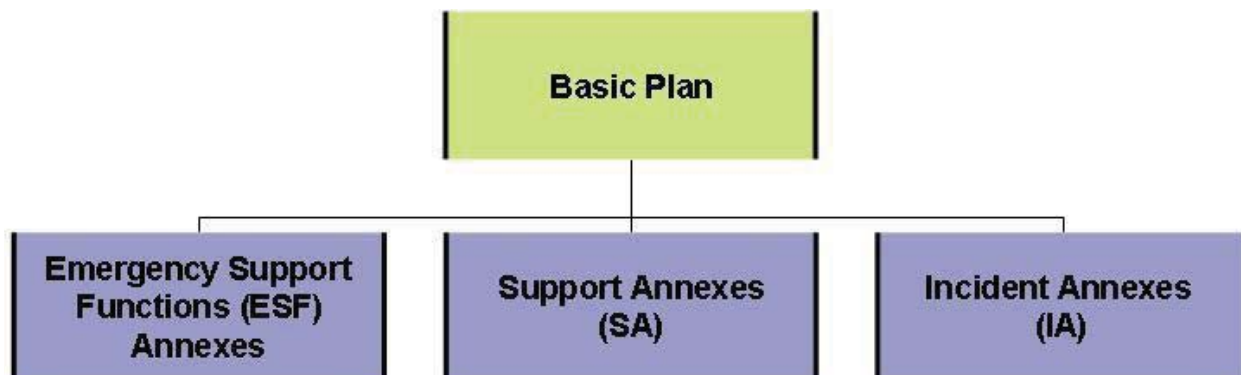 Basic Plan
Emergency Support
Functions (ESF)
Annexes
Support Annexes
(SA)
Incident Annexes
(IA)